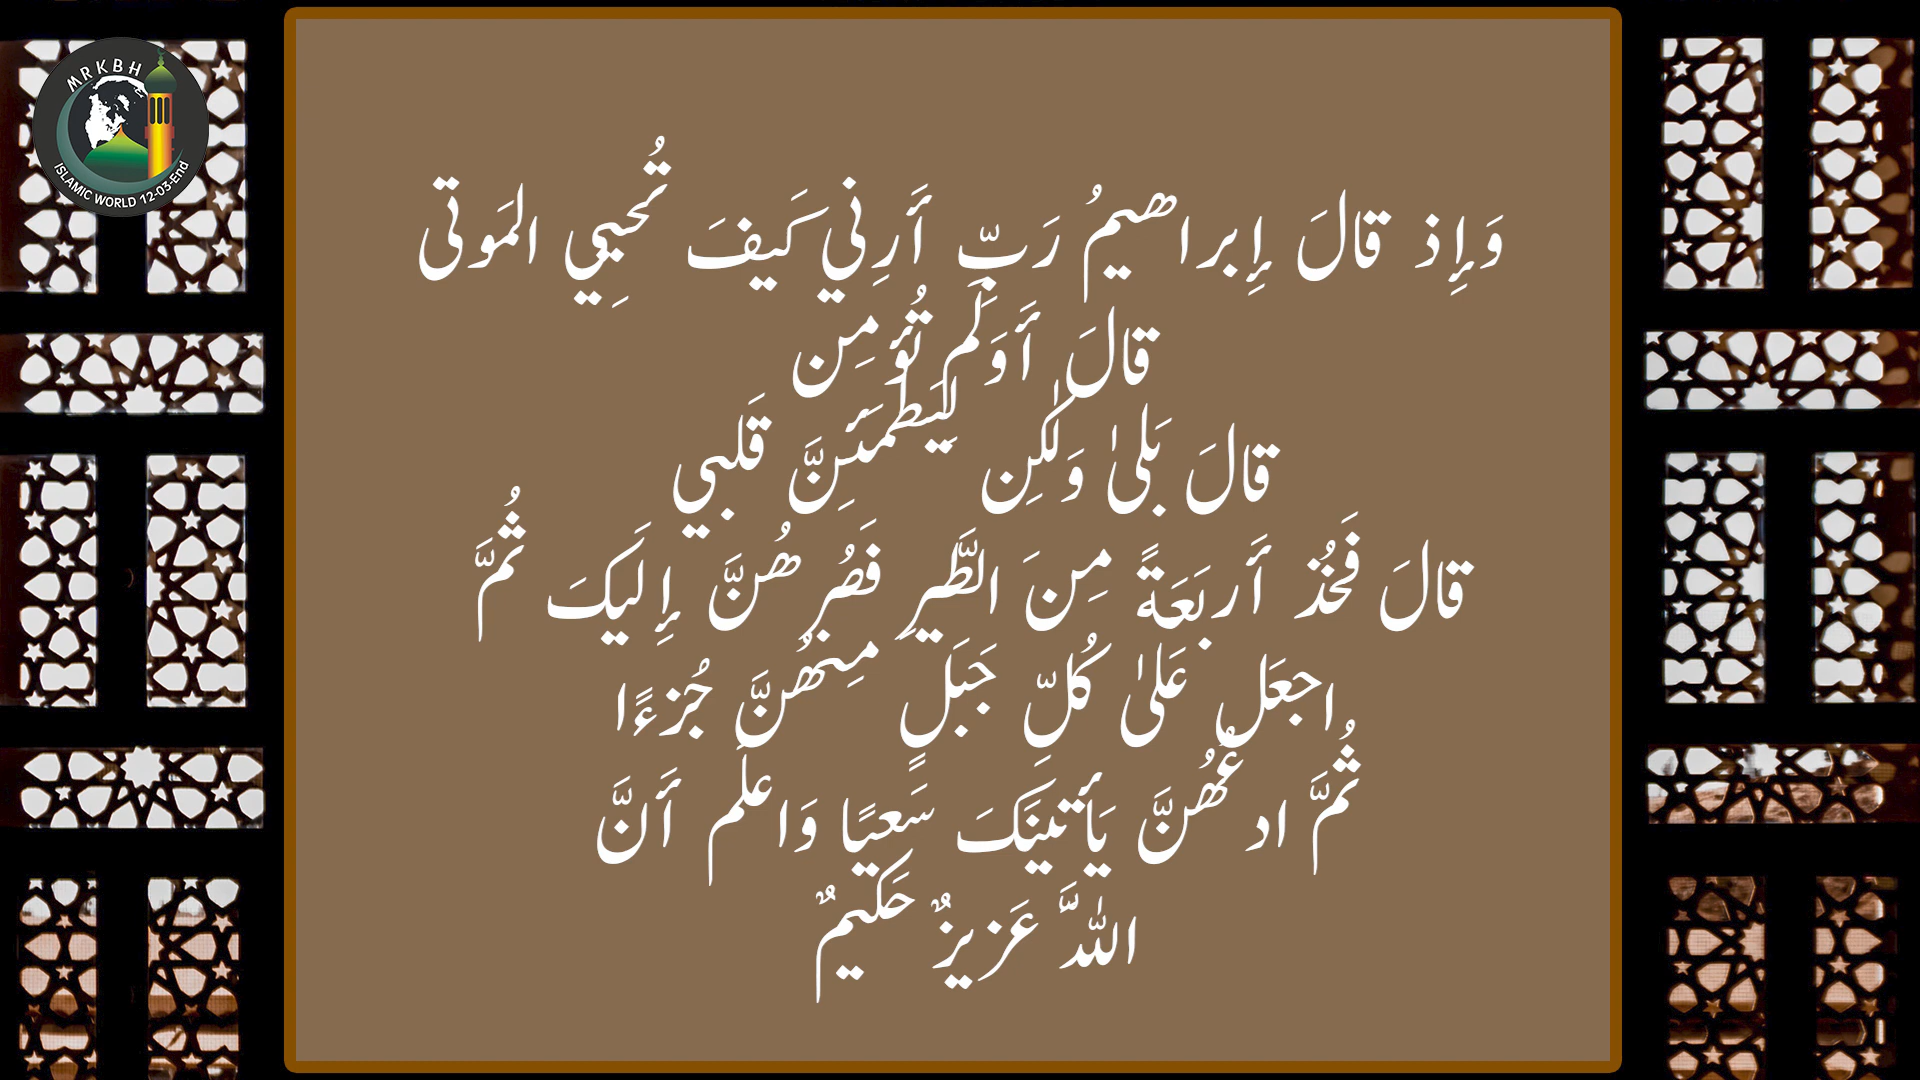 MRKBH
ISLAMIC WORLD 12-03-End
وَإِذ قالَ إِبراهيمُ رَبِّ أَرِني كَيفَ تُحيِي المَوتى
قالَ أَوَلَم تُؤمِن
قالَ بَلىٰ وَلٰكِن لِيَطمَئِنَّ قَلبي
قالَ فَخُذ أَربَعَةً مِنَ الطَّيرِ فَصُرهُنَّ إِلَيكَ ثُمَّ
اجعَل عَلىٰ كُلِّ جَبَلٍ مِنهُنَّ جُزءًا
ثُمَّ ادعُهُنَّ يَأتينَكَ سَعيًا وَاعلَم أَنَّ
اللَّهَ عَزيزٌ حَكيمٌ